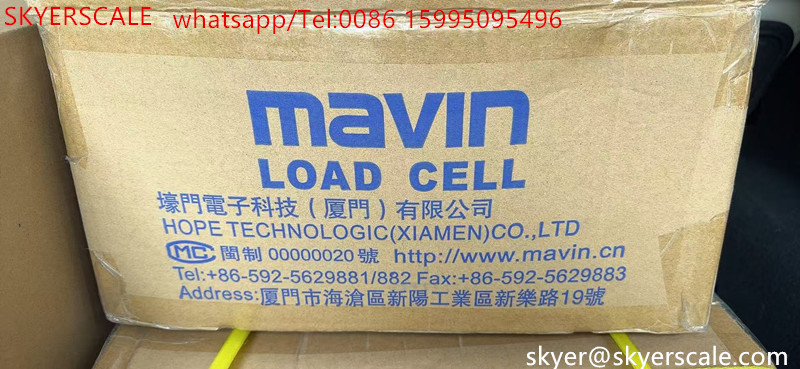 SKYERSCALE whatsapp/Tel:0086 15995095496
mavin
LOAD CELL
壕門電子科技(厦門)有限公司
HOPE TECHNOLOGIC(XIAMEN)CO.,LTD
MC 閩制 00000020 號 http://www.mavin.cn
Tel:+86-592-5629881/882 Fax:+86-592-5629883
Address:厦門市海滄區新陽工業區新樂路19號
skyer@skyerscale.com